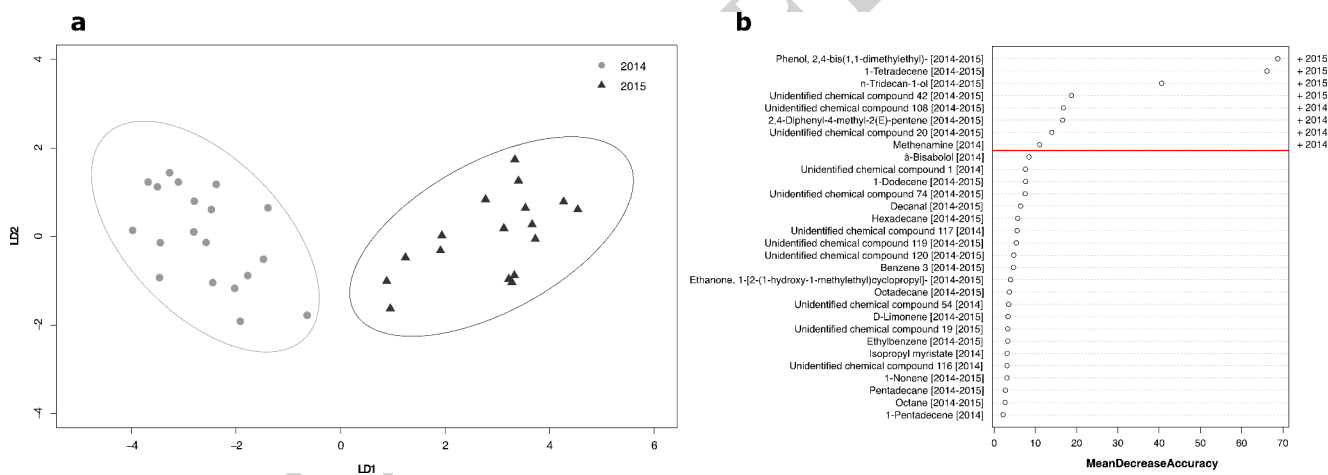 a
4
2
0
−2
−4
LD2
2014
2015
−4
−2
0
2
4
6
LD1
b
Phenol, 2,4-bis(1,1-dimethylethyl)- [2014-2015]
1-Tetradecene [2014-2015]
n-Tridecan-1-ol [2014-2015]
Unidentified chemical compound 42 [2014-2015]
Unidentified chemical compound 108 [2014-2015]
2,4-Diphenyl-4-methyl-2(E)-pentene [2014-2015]
Unidentified chemical compound 20 [2014-2015]
Methenamine [2014]
à-Bisabolol [2014]
Unidentified chemical compound 1 [2014]
1-Dodecene [2014-2015]
Unidentified chemical compound 74 [2014-2015]
Decanal [2014-2015]
Hexadecane [2014-2015]
Unidentified chemical compound 117 [2014]
Unidentified chemical compound 119 [2014-2015]
Unidentified chemical compound 120 [2014-2015]
Benzene 3 [2014-2015]
Ethanone, 1-[2-(1-hydroxy-1-methylethyl)cyclopropyl]- [2014-2015]
Octadecane [2014-2015]
Unidentified chemical compound 54 [2014]
D-Limonene [2014-2015]
Unidentified chemical compound 19 [2015]
Ethylbenzene [2014-2015]
Isopropyl myristate [2014]
Unidentified chemical compound 116 [2014]
1-Nonene [2014-2015]
Pentadecane [2014-2015]
Octane [2014-2015]
1-Pentadecene [2014]
+ 2015
+ 2015
+ 2015
+ 2015
+ 2014
+ 2014
+ 2014
+ 2014
0 10 20 30 40 50 60 70
MeanDecreaseAccuracy